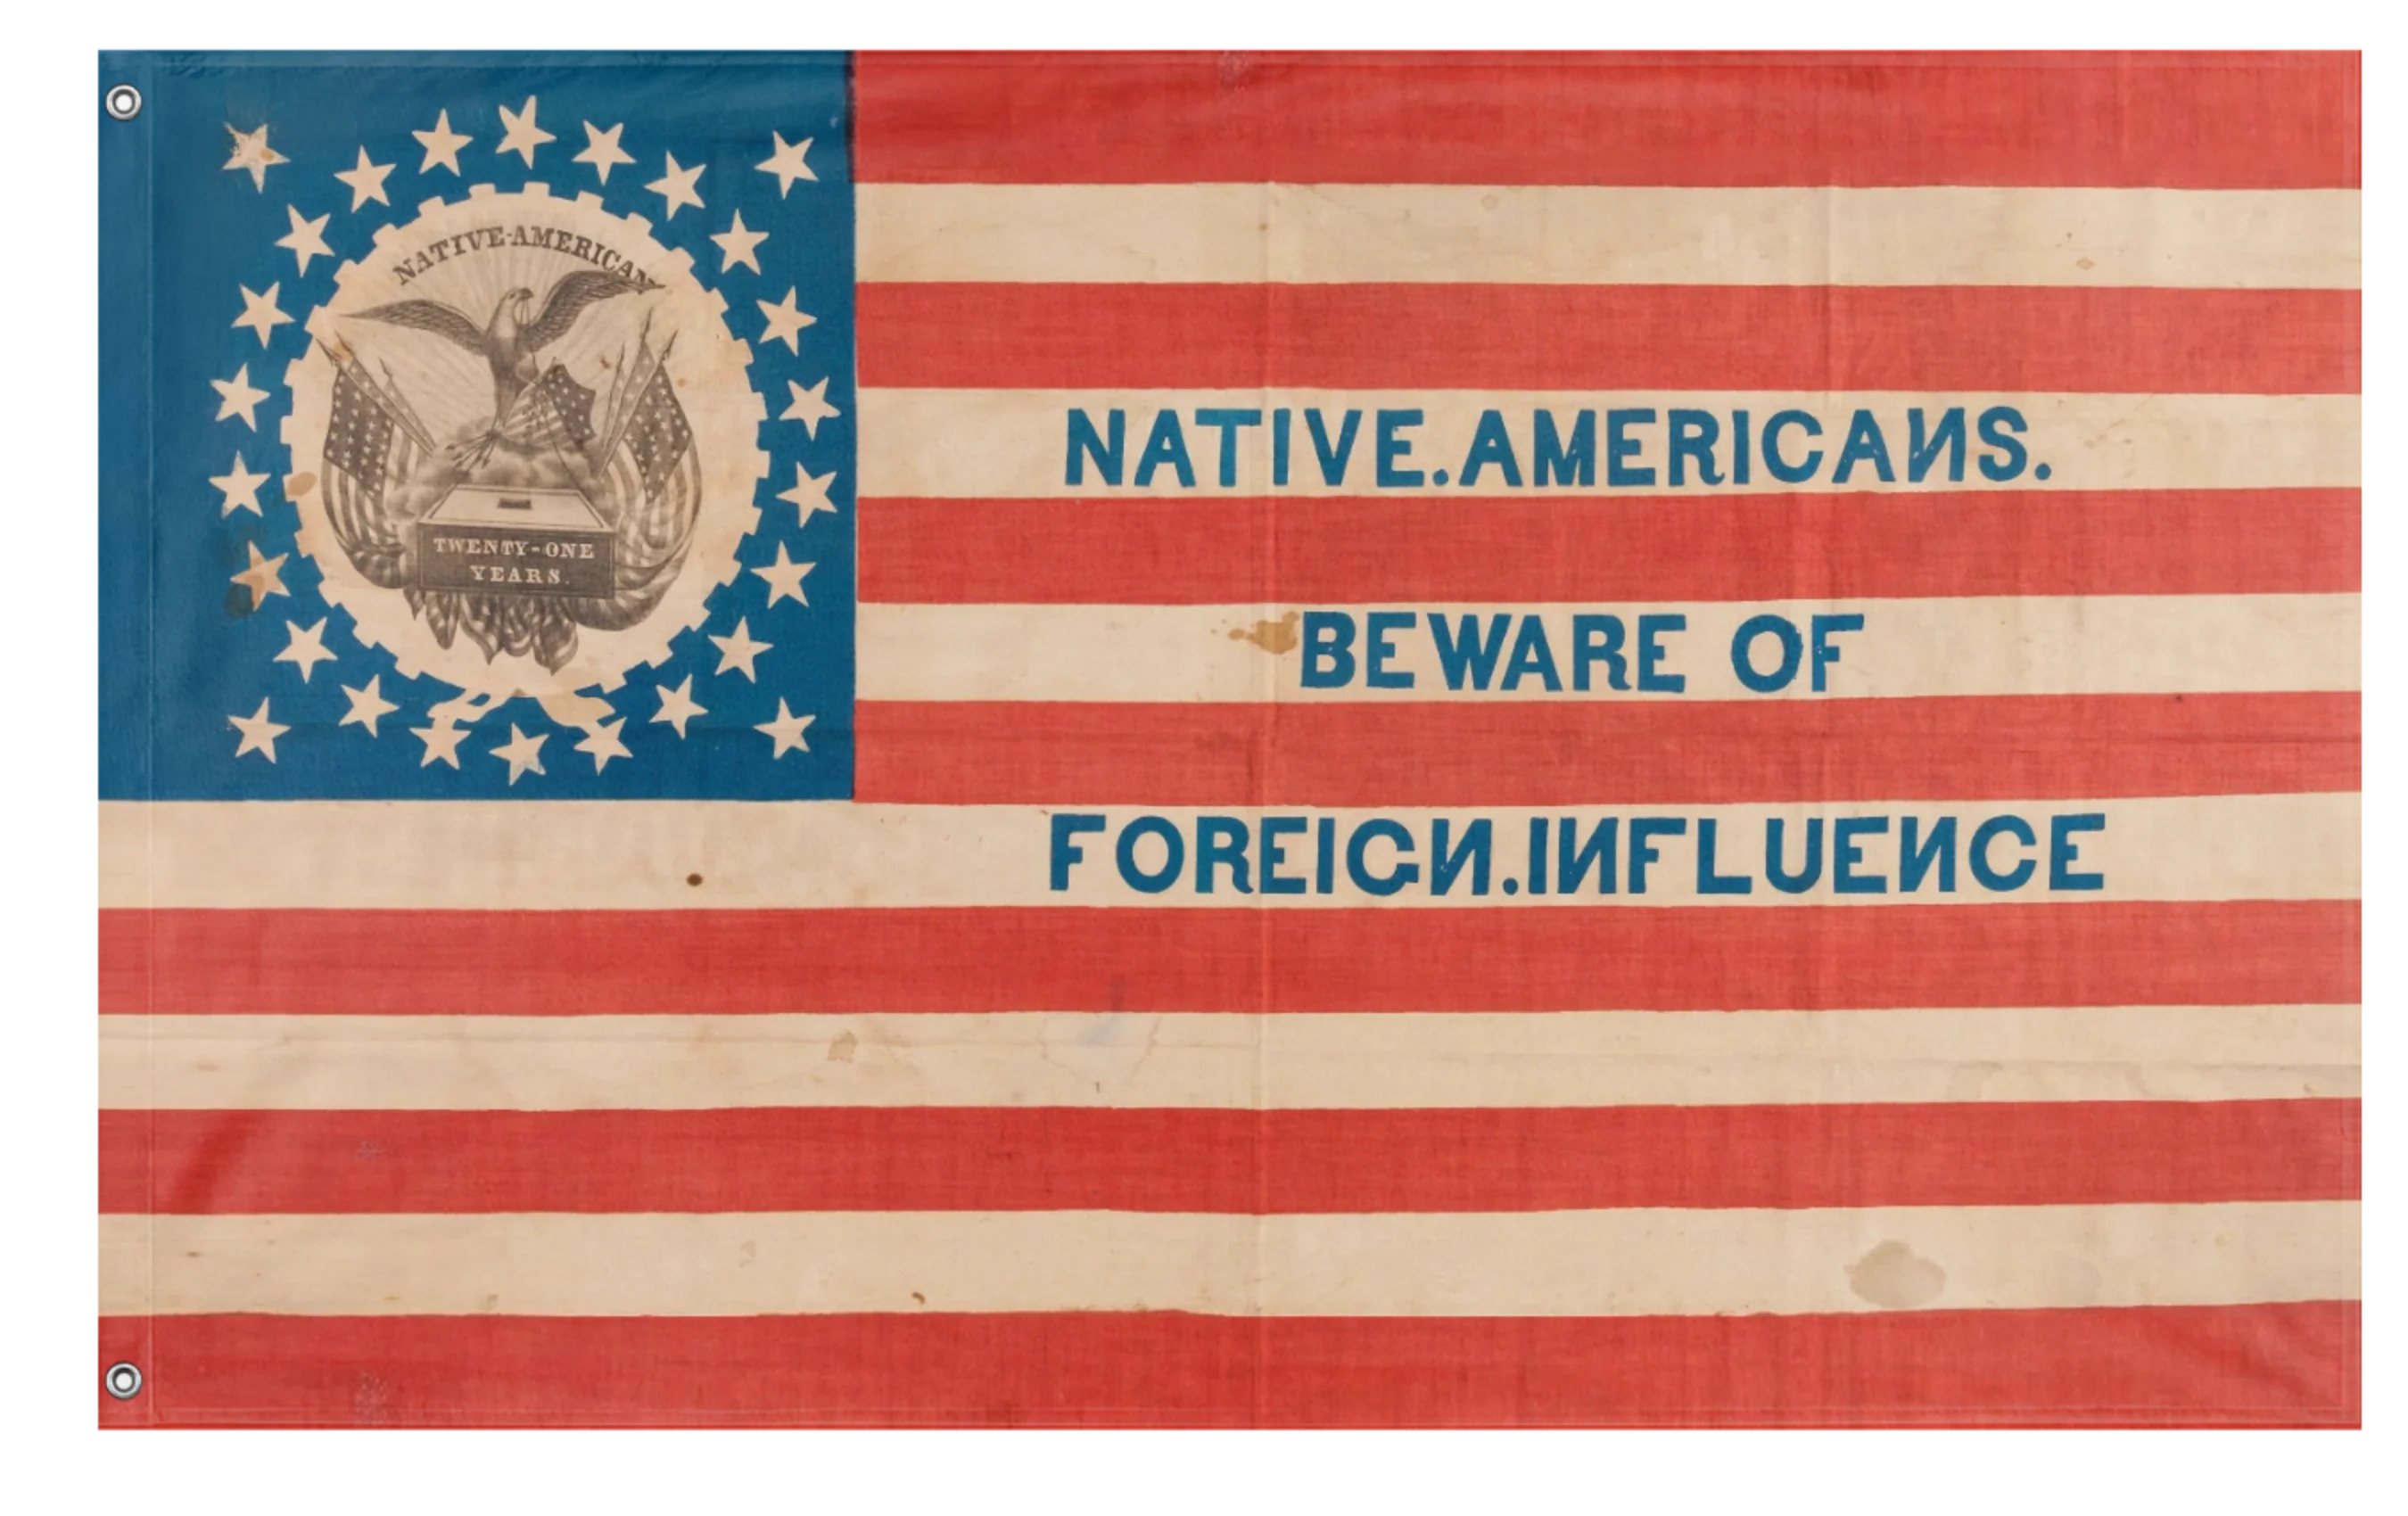 NATIVE-AMERICAN
TWENTY-ONE
YEARS.
NATIVE.AMERICANS.
BEWARE OF
FOREIGN.INFLUENCE